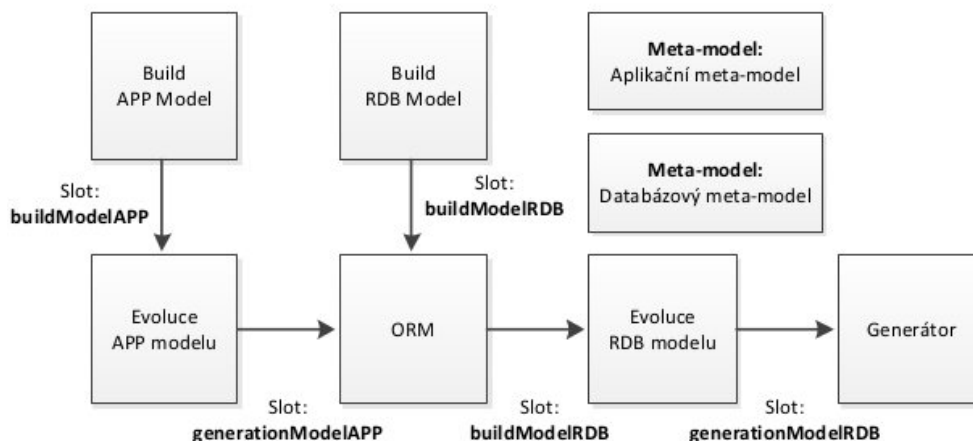 Build
APP Model
Build
RDB Model
Meta-model:
Aplikační meta-model
Meta-model:
Databázový meta-model
Slot:
buildModelAPP
Slot:
buildModelRDB
Evoluce
APP modelu
ORM
Evoluce
RDB modelu
Generátor
Slot:
generationModelAPP
Slot:
buildModelRDB
Slot:
generationModelRDB